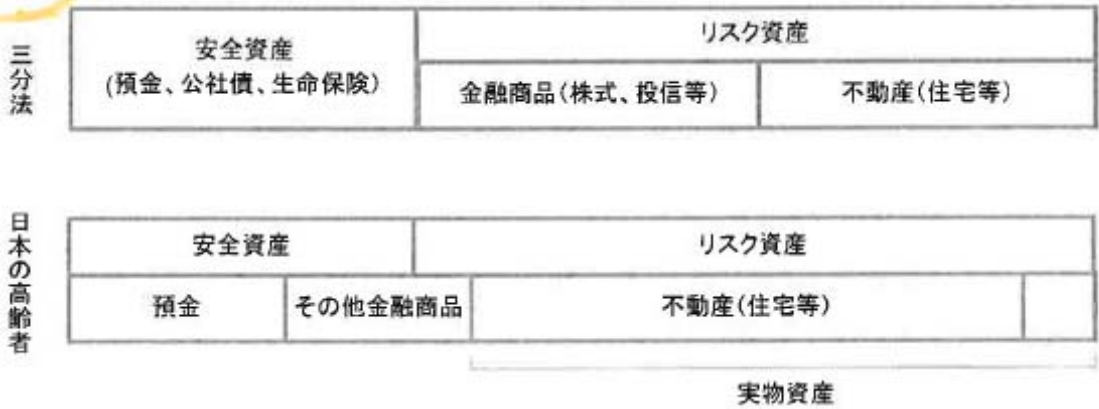 三分法
安全資産
(預金、公社債、生命保険)
リスク資産
金融商品(株式、投信等)
不動産(住宅等)
日本の高齢者
安全資産
リスク資産
預金
その他金融商品
不動産(住宅等)
実物資産